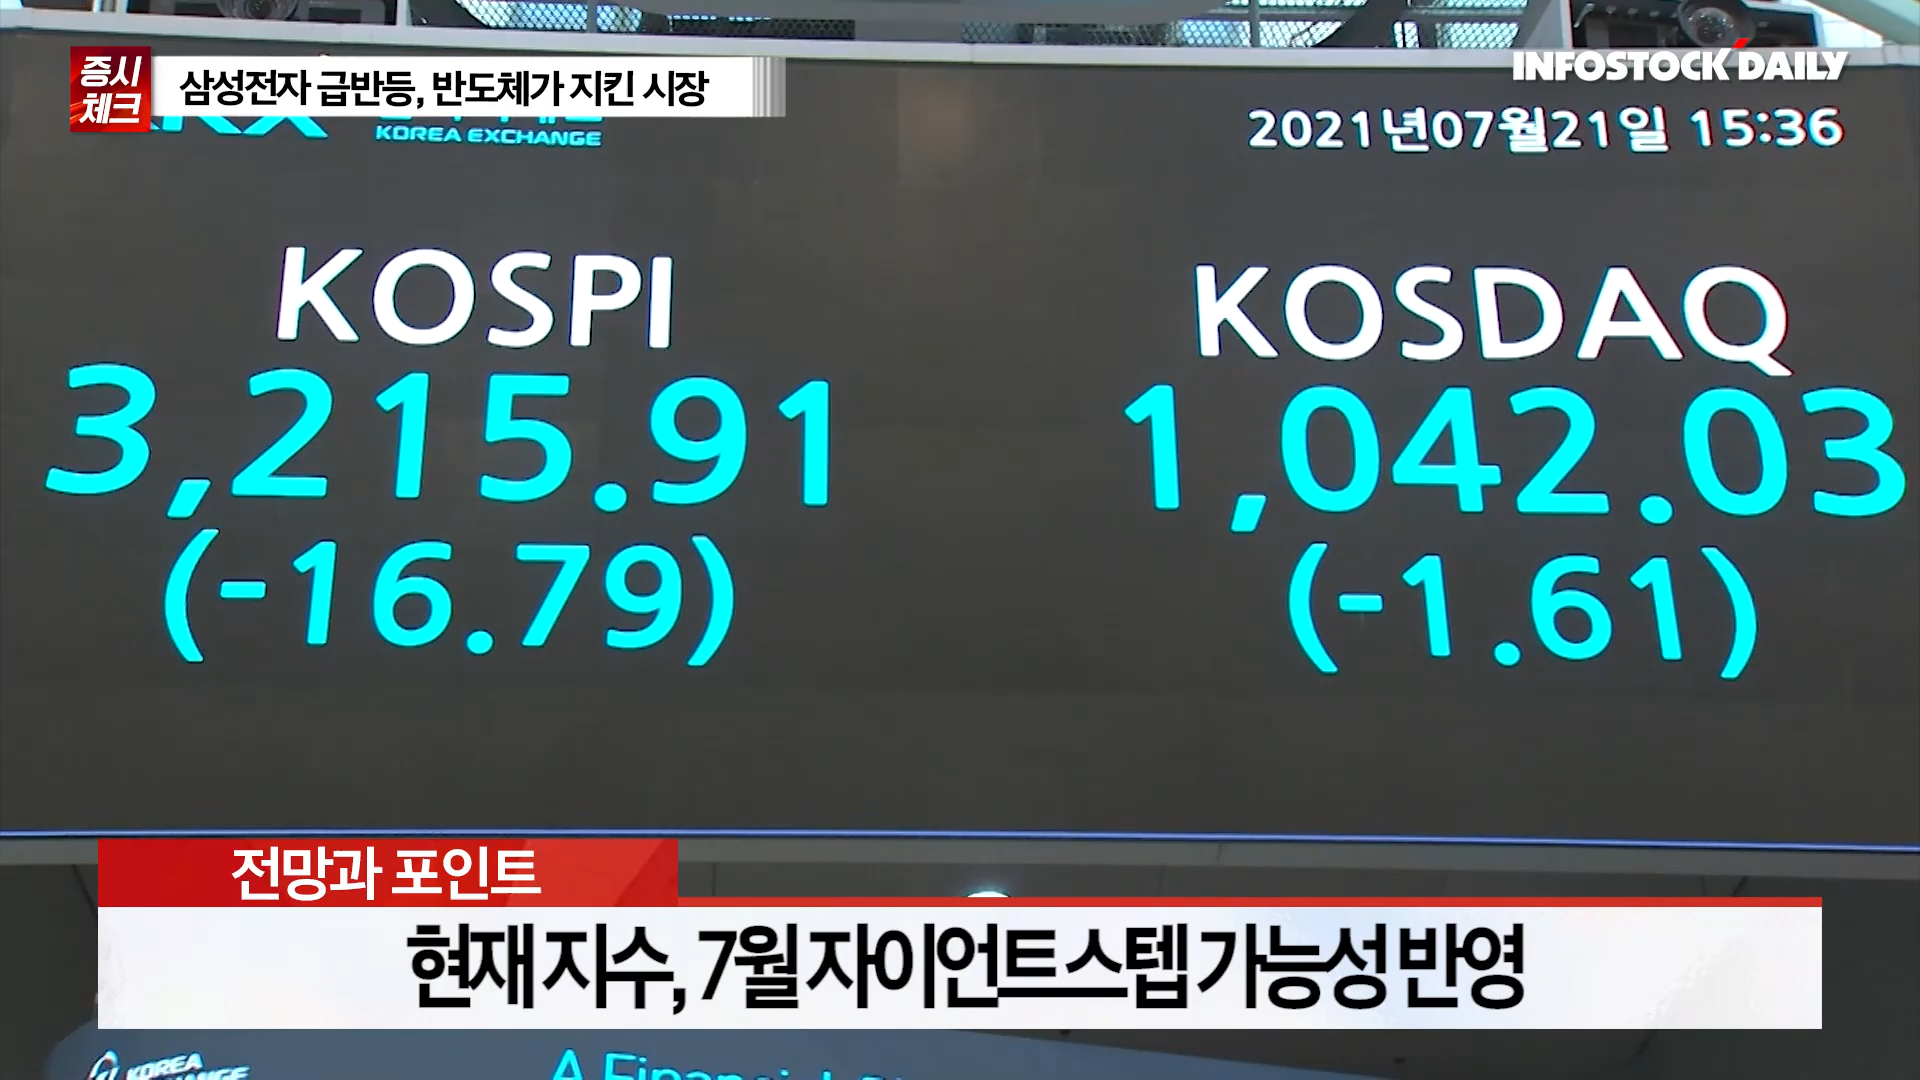 증시
체크
삼성전자 급반등, 반도체가 지킨 시장
INFOSTOCK DAILY
KOREA EXCHANGE
2021년07월21일 15:36
KOSPI
3,215.91
(-16.79)
KOSDAQ
1,042.03
(-1.61)
전망과 포인트
현재 지수, 7월 자이언트스텝 가능성 반영
KOREA
A